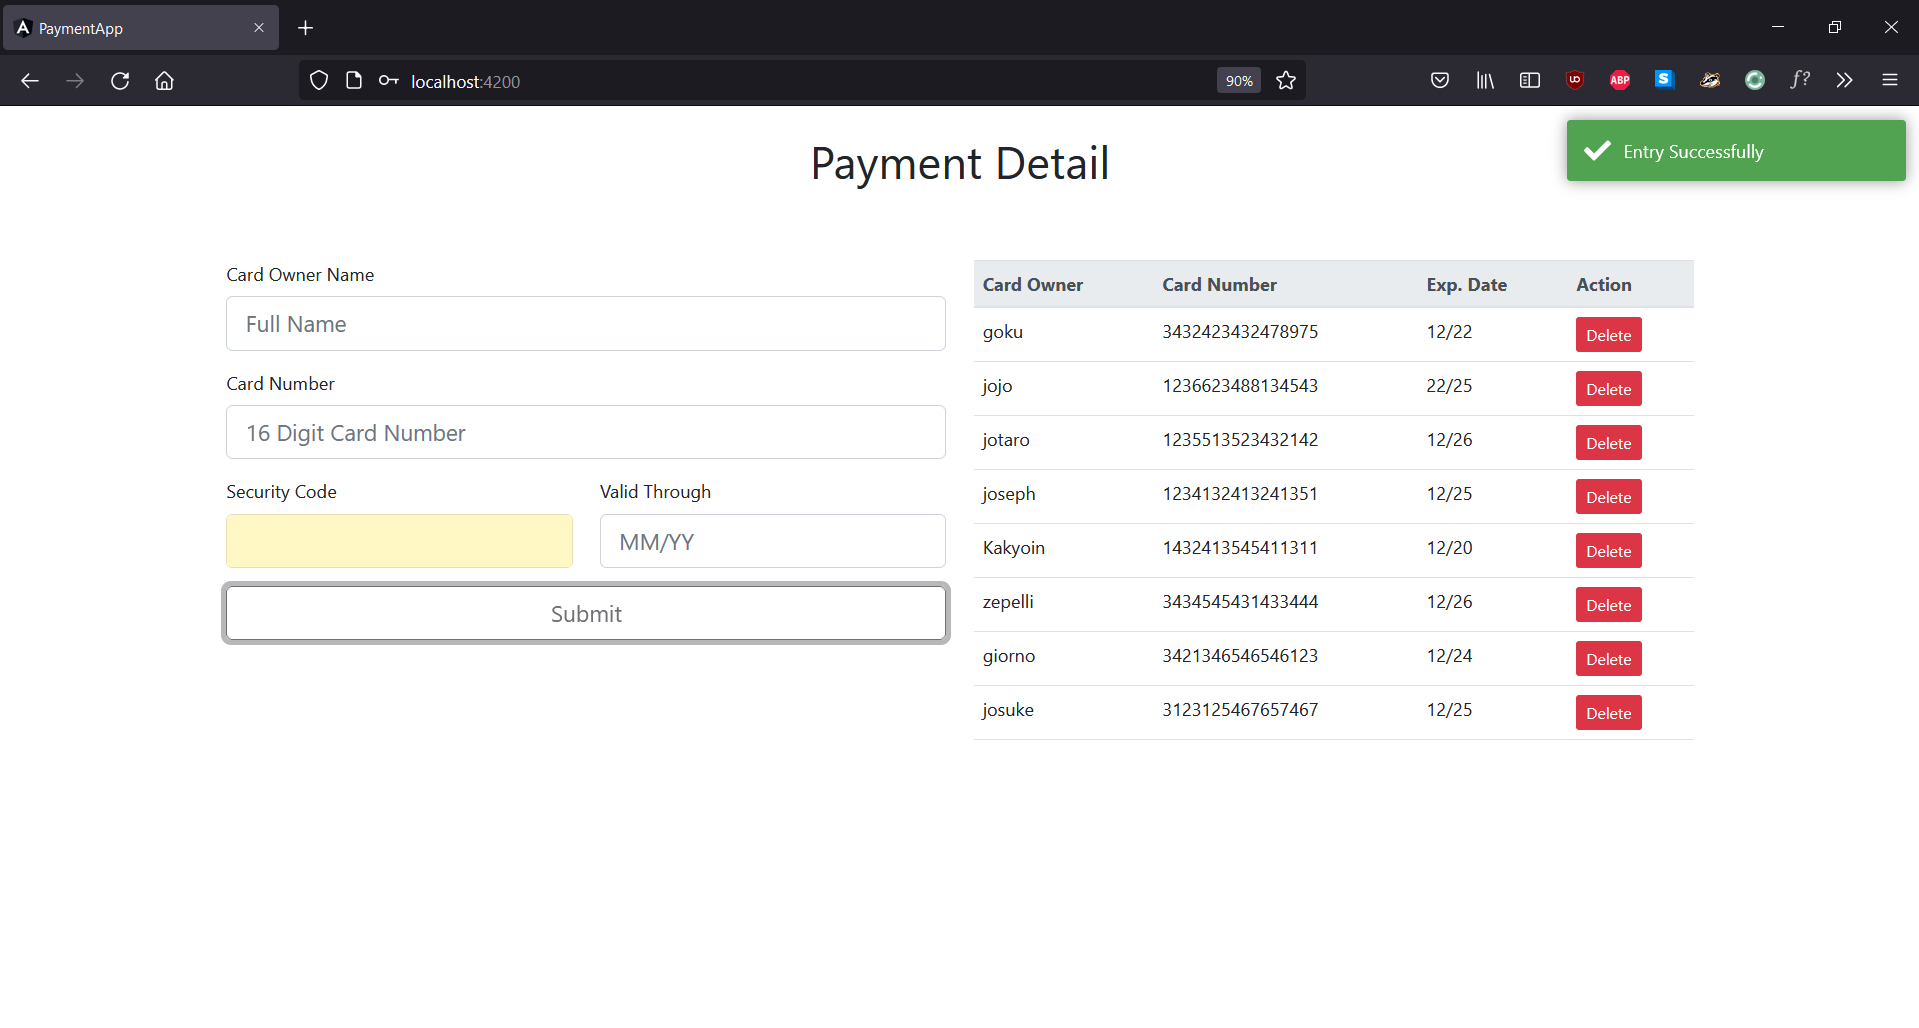 PaymentApp
localhost:4200
90%
UD
ABP
S
f?
Payment Detail
Entry Successfully
Card Owner Name
Full Name
Card Number
16 Digit Card Number
Security Code
Valid Through
MM/YY
Submit
Card Owner Card Number Exp. Date Action
goku 3432423432478975 12/22 Delete
jojo 1236623488134543 22/25 Delete
jotaro 1235513523432142 12/26 Delete
joseph 1234132413241351 12/25 Delete
Kakyoin 1432413545411311 12/20 Delete
zepelli 3434545431433444 12/26 Delete
giorno 3421346546546123 12/24 Delete
josuke 3123125467657467 12/25 Delete